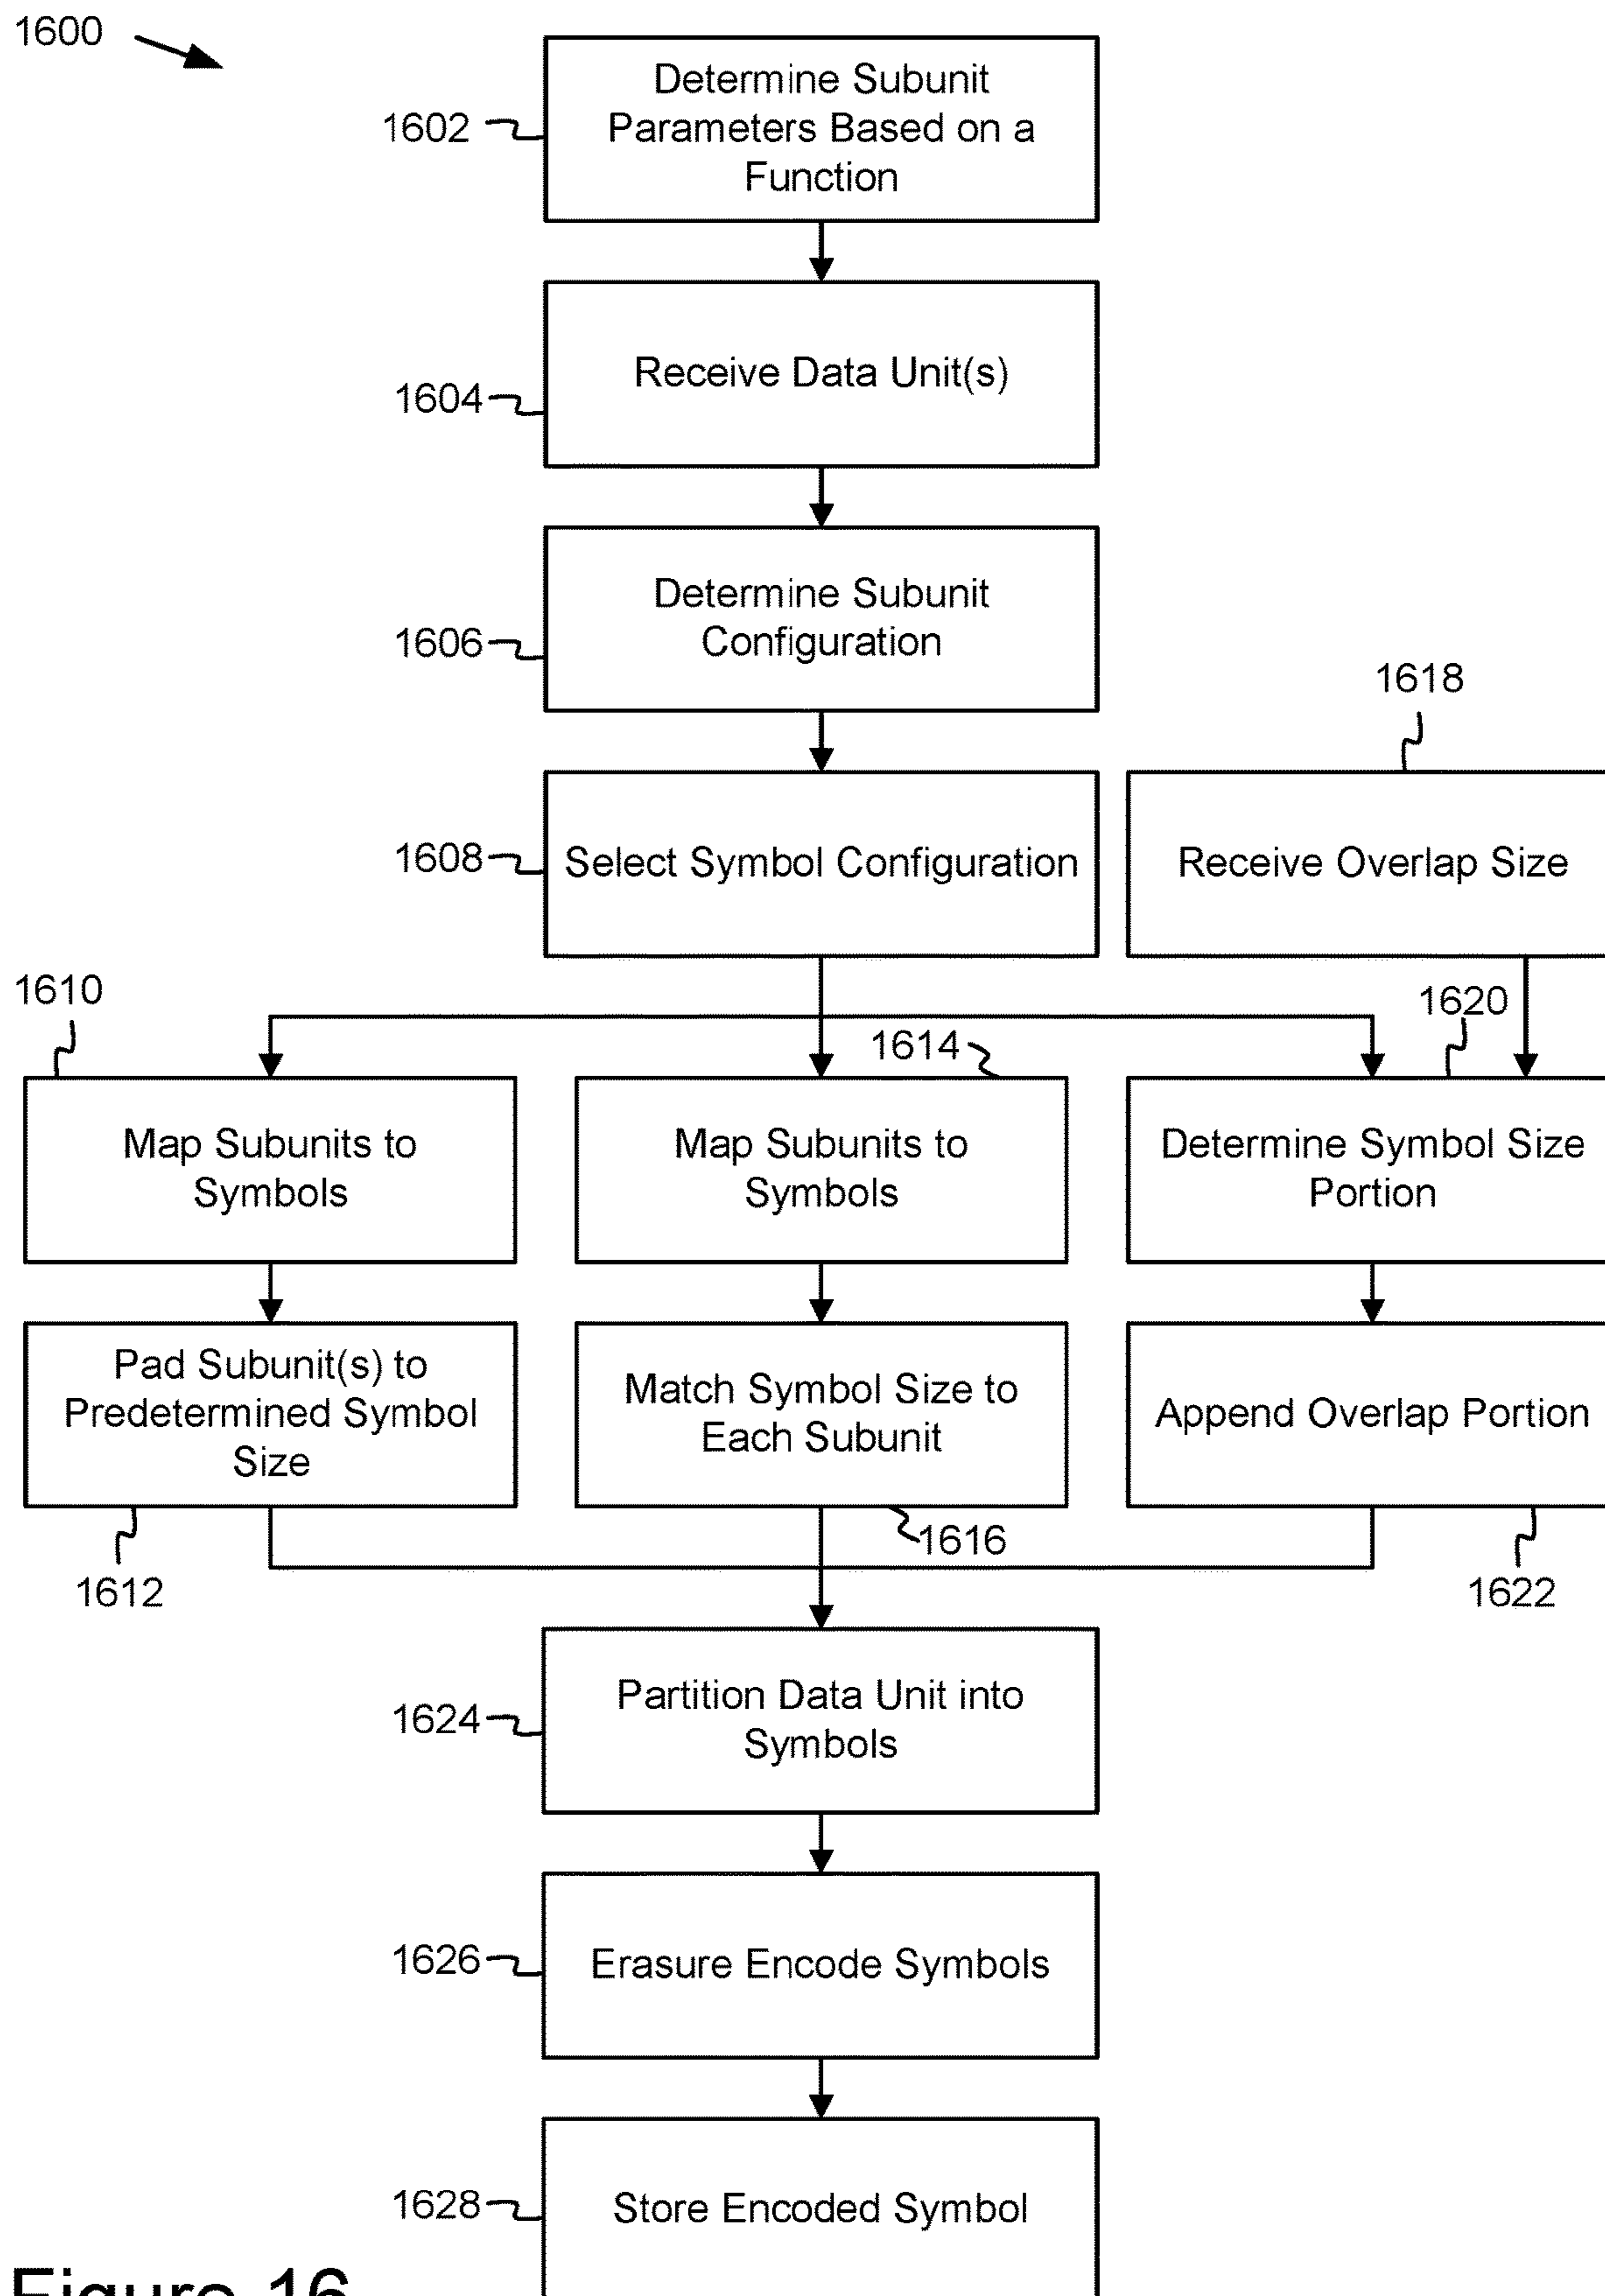 1600
Determine Subunit
Parameters Based on a
Function
1602
Receive Data Unit(s)
1604
Determine Subunit
Configuration
1606
1618
Select Symbol Configuration
1608
Receive Overlap Size
1610
1614
1620
Map Subunits to
Symbols
Map Subunits to
Symbols
Determine Symbol Size
Portion
Pad Subunit(s) to
Predetermined Symbol
Size
Match Symbol Size to
Each Subunit
Append Overlap Portion
1612
1616
1622
Partition Data Unit into
Symbols
1624
Erasure Encode Symbols
1626
Store Encoded Symbol
1628
Figure 16